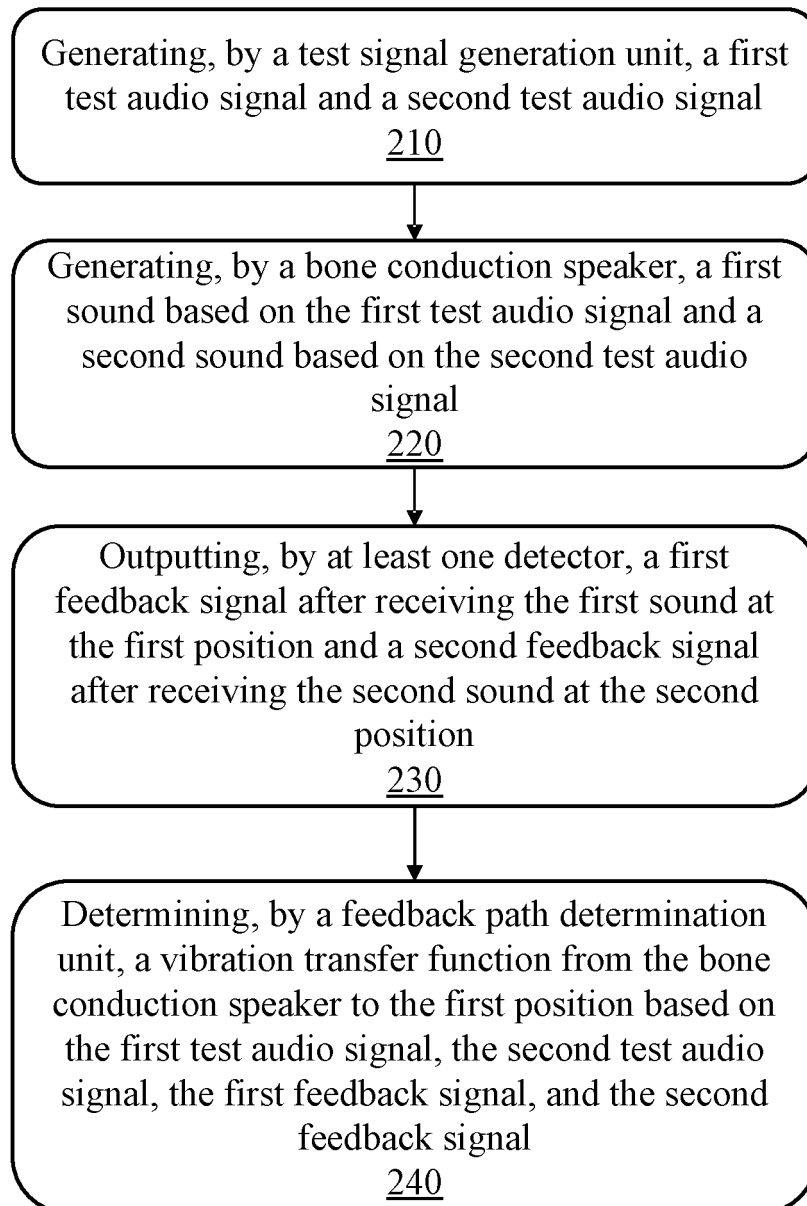 Generating, by a test signal generation unit, a first
test audio signal and a second test audio signal
210
Generating, by a bone conduction speaker, a first
sound based on the first test audio signal and a
second sound based on the second test audio
signal
220
Outputting, by at least one detector, a first
feedback signal after receiving the first sound at
the first position and a second feedback signal
after receiving the second sound at the second
position
230
Determining, by a feedback path determination
unit, a vibration transfer function from the bone
conduction speaker to the first position based on
the first test audio signal, the second test audio
signal, the first feedback signal, and the second
feedback signal
240